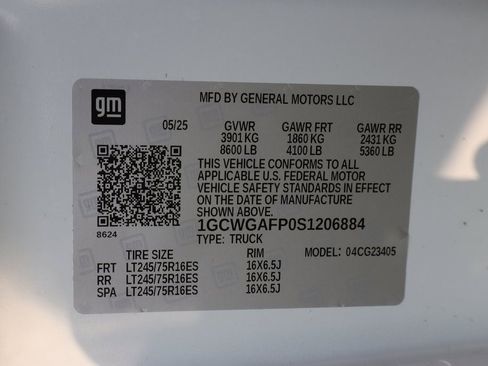 gm
MFD BY GENERAL MOTORS LLC
05/25 GVWR GAWR FRT GAWR RR
3901 KG 1860 KG 2431 KG
8600 LB 4100 LB 5360 LB
THIS VEHICLE CONFORMS TO ALL
APPLICABLE U.S. FEDERAL MOTOR
VEHICLE SAFETY STANDARDS IN EFFECT
ON THE DATE OF MANUFACTURE
SHOWN ABOVE.
8624
1GCWGAFP0S1206884
TYPE: TRUCK
TIRE SIZE RIM MODEL: 04CG23405
FRT LT245/75R16ES 16X6.5J
RR LT245/75R16ES 16X6.5J
SPA LT245/75R16ES 16X6.5J